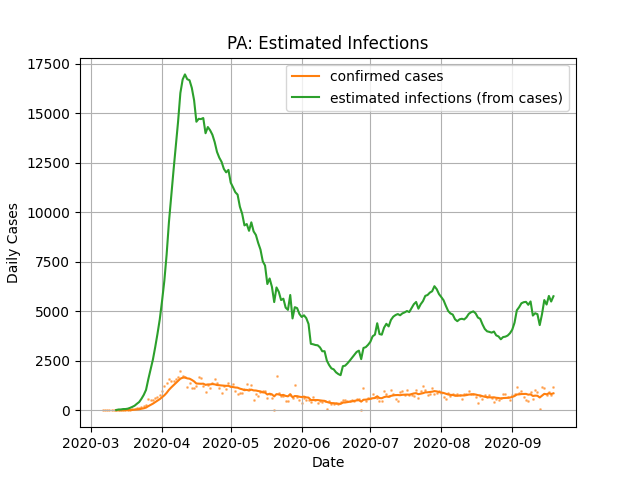 PA: Estimated Infections
confirmed cases
estimated infections (from cases)
Daily Cases
17500
15000
12500
10000
7500
5000
2500
0
2020-03 2020-04 2020-05 2020-06 2020-07 2020-08 2020-09
Date